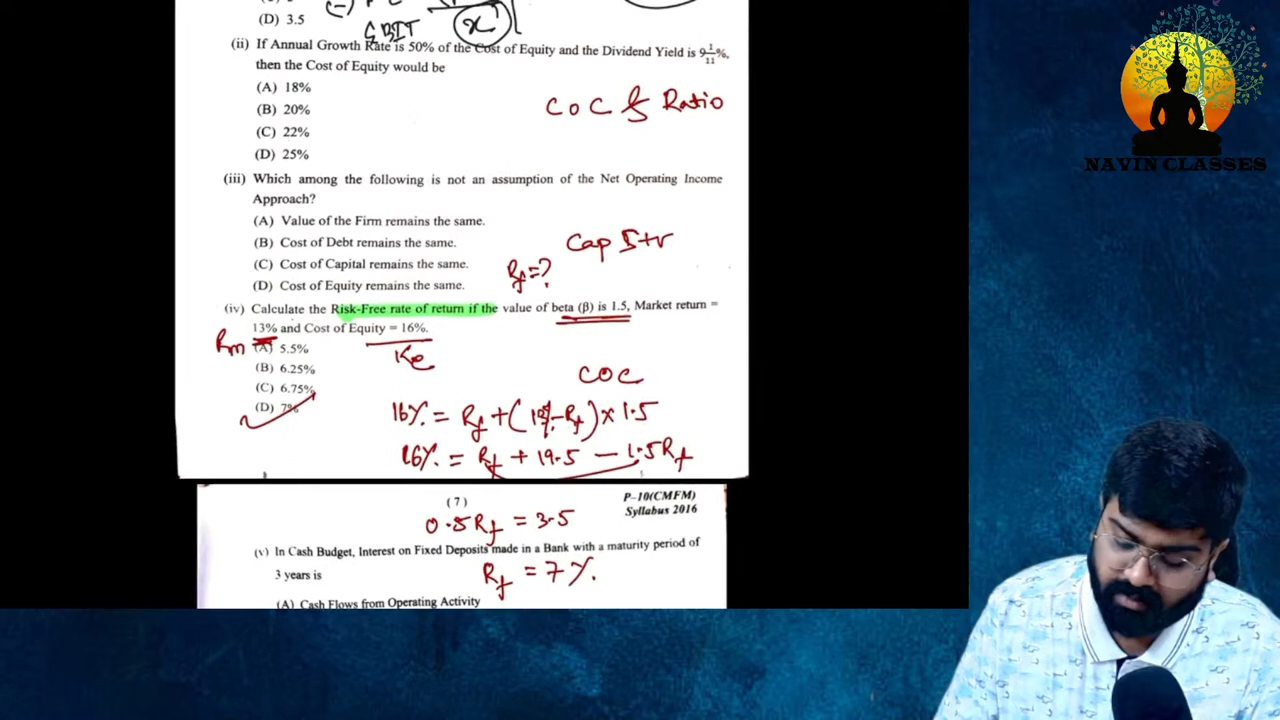 (D) 3.5
GBIT
x
(ii) If Annual Growth Rate is 50% of the Cost of Equity and the Dividend Yield is 9 1/11%,
then the Cost of Equity would be
(A) 18%
(B) 20%
(C) 22%
(D) 25%
COC & Ratio
(iii) Which among the following is not an assumption of the Net Operating Income
Approach?
(A) Value of the Firm remains the same.
(B) Cost of Debt remains the same.
(C) Cost of Capital remains the same.
(D) Cost of Equity remains the same.
Cap Str
Rf=?
(iv) Calculate the Risk-Free rate of return if the value of beta (β) is 1.5, Market return =
13% and Cost of Equity = 16%.
Rm
Ke
(A) 5.5%
(B) 6.25%
(C) 6.75%
(D) 7%
COC
16% = Rf + (13%-Rf) × 1.5
16% = Rf + 19.5 – 1.5Rf
(7)
P–10(CMFM)
Syllabus 2016
0.5Rf = 3.5
(v) In Cash Budget, Interest on Fixed Deposits made in a Bank with a maturity period of
3 years is
Rf = 7%.
(A) Cash Flows from Operating Activity
NAVIN CLASSES